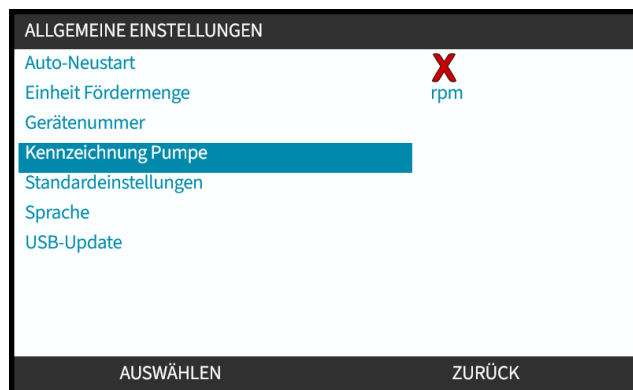 ALLGEMEINE EINSTELLUNGEN
Auto-Neustart X
Einheit Fördermenge rpm
Gerätenummer
Kennzeichnung Pumpe
Standardeinstellungen
Sprache
USB-Update
AUSWÄHLEN ZURÜCK